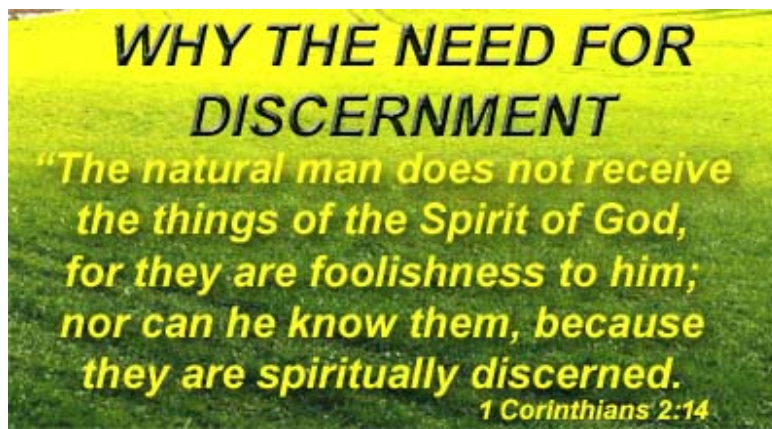 WHY THE NEED FOR
DISCERNMENT
“The natural man does not receive
the things of the Spirit of God,
for they are foolishness to him;
nor can he know them, because
they are spiritually discerned.
1 Corinthians 2:14